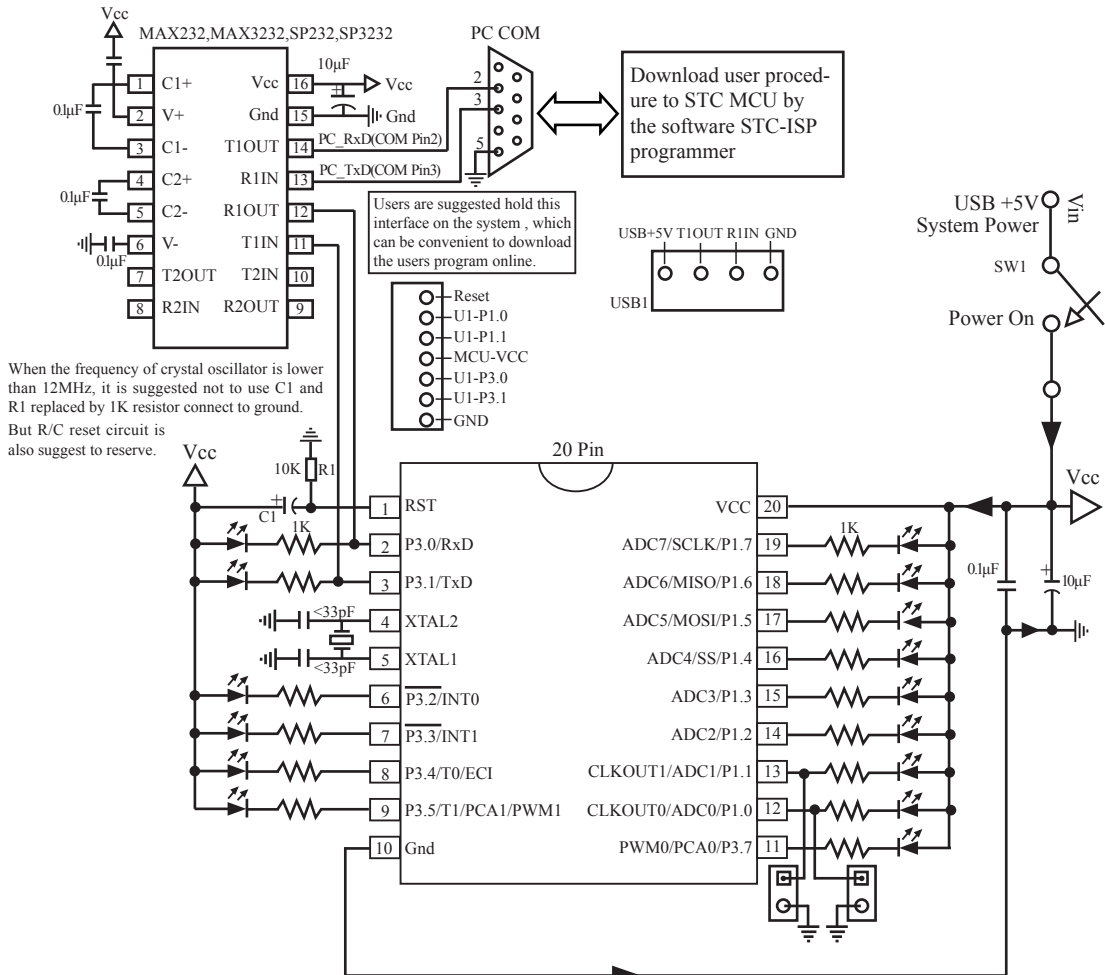 Vcc
MAX232,MAX3232,SP232,SP3232
PC COM
1 C1+
2 V+
3 C1-
4 C2+
5 C2-
6 V-
7 T2OUT
8 R2IN
Vcc 16
Gnd 15
T1OUT 14
R1IN 13
R1OUT 12
T1IN 11
T2IN 10
R2OUT 9
0.1µF
0.1µF
0.1µF
10µF
+
Vcc
Gnd
PC_RxD(COM Pin2)
PC_TxD(COM Pin3)
2
3
5
Download user proced-
ure to STC MCU by
the software STC-ISP
programmer
Users are suggested hold this
interface on the system , which
can be convenient to download
the users program online.
USB+5V T1OUT R1IN GND
USB1
USB +5V
System Power
Vin
SW1
Power On
Reset
U1-P1.0
U1-P1.1
MCU-VCC
U1-P3.0
U1-P3.1
GND
When the frequency of crystal oscillator is lower
than 12MHz, it is suggested not to use C1 and
R1 replaced by 1K resistor connect to ground.
But R/C reset circuit is
also suggest to reserve.
Vcc
10K R1
+
C1
1K
<33pF
<33pF
20 Pin
1 RST
2 P3.0/RxD
3 P3.1/TxD
4 XTAL2
5 XTAL1
6 P3.2/INT0
7 P3.3/INT1
8 P3.4/T0/ECI
9 P3.5/T1/PCA1/PWM1
10 Gnd
VCC 20
ADC7/SCLK/P1.7 19
ADC6/MISO/P1.6 18
ADC5/MOSI/P1.5 17
ADC4/SS/P1.4 16
ADC3/P1.3 15
ADC2/P1.2 14
CLKOUT1/ADC1/P1.1 13
CLKOUT0/ADC0/P1.0 12
PWM0/PCA0/P3.7 11
1K
Vcc
0.1µF
+
10µF